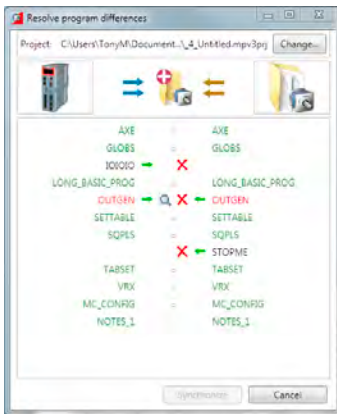 Resolve program differences
Project: C:\Users\TonyM\Document...\_4_Untitled.mpv3prj Change...
AXE = AXE
GLOBS = GLOBS
IOIOIO
LONG_BASIC_PROG = LONG_BASIC_PROG
OUTGEN OUTGEN
SETTABLE = SETTABLE
SQPLS = SQPLS
STOPME
TABSET = TABSET
VRX = VRX
MC_CONFIG = MC_CONFIG
NOTES_1 = NOTES_1
Synchronize Cancel